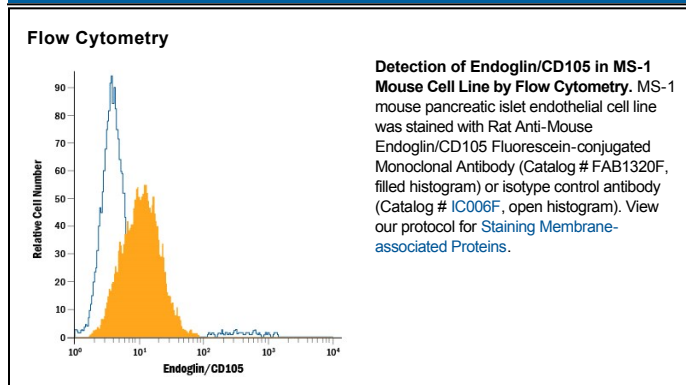 Flow Cytometry
90
80
70
60
50
40
30
20
10
0
Relative Cell Number
10⁰ 10¹ 10² 10³ 10⁴
Endoglin/CD105
Detection of Endoglin/CD105 in MS-1
Mouse Cell Line by Flow Cytometry. MS-1
mouse pancreatic islet endothelial cell line
was stained with Rat Anti-Mouse
Endoglin/CD105 Fluorescein-conjugated
Monoclonal Antibody (Catalog # FAB1320F,
filled histogram) or isotype control antibody
(Catalog # IC006F, open histogram). View
our protocol for Staining Membrane-
associated Proteins.